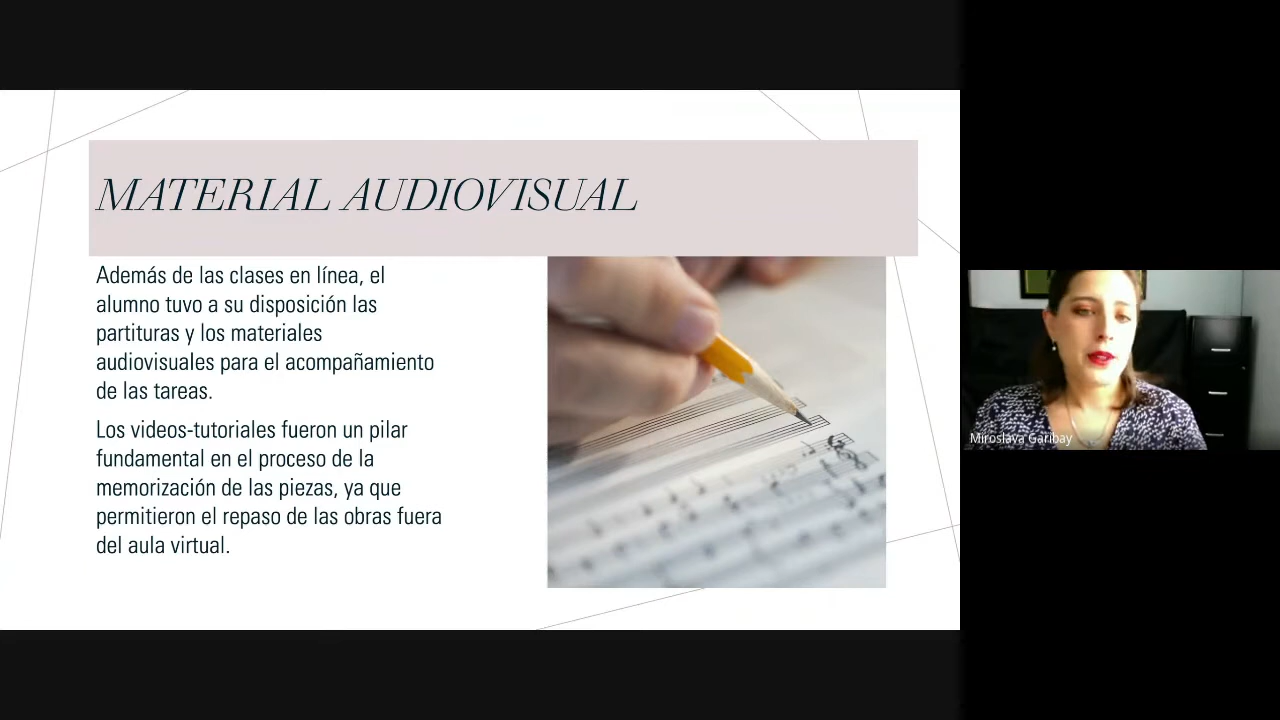 MATERIAL AUDIOVISUAL
Además de las clases en línea, el
alumno tuvo a su disposición las
partituras y los materiales
audiovisuales para el acompañamiento
de las tareas.
Los videos-tutoriales fueron un pilar
fundamental en el proceso de la
memorización de las piezas, ya que
permitieron el repaso de las obras fuera
del aula virtual.
Miroslava Garibay